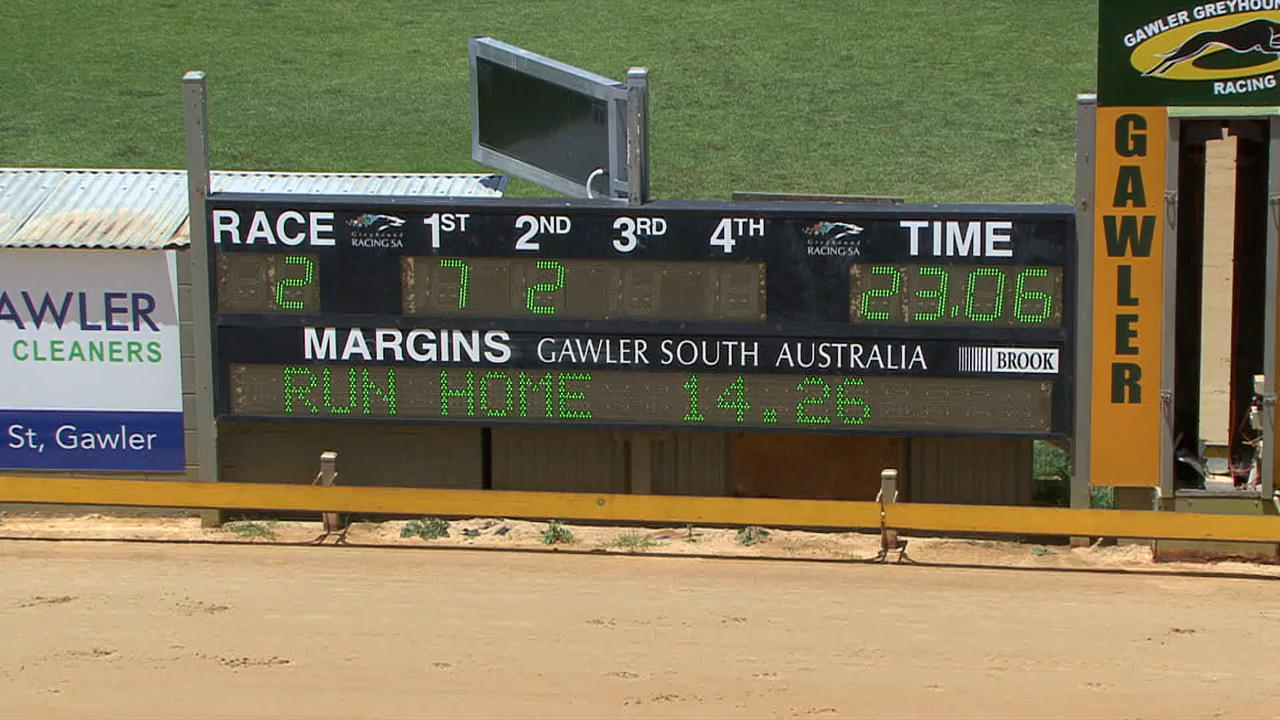 GAWLER GREYHOUN
RACING
GAWLER
RACE
Greyhound
RACING SA
1ST 2ND 3RD 4TH
Greyhound
RACING SA
TIME
2 7 2 23.06
MARGINS GAWLER SOUTH AUSTRALIA BROOK
RUN HOME 14.26
AWLER
CLEANERS
St, Gawler